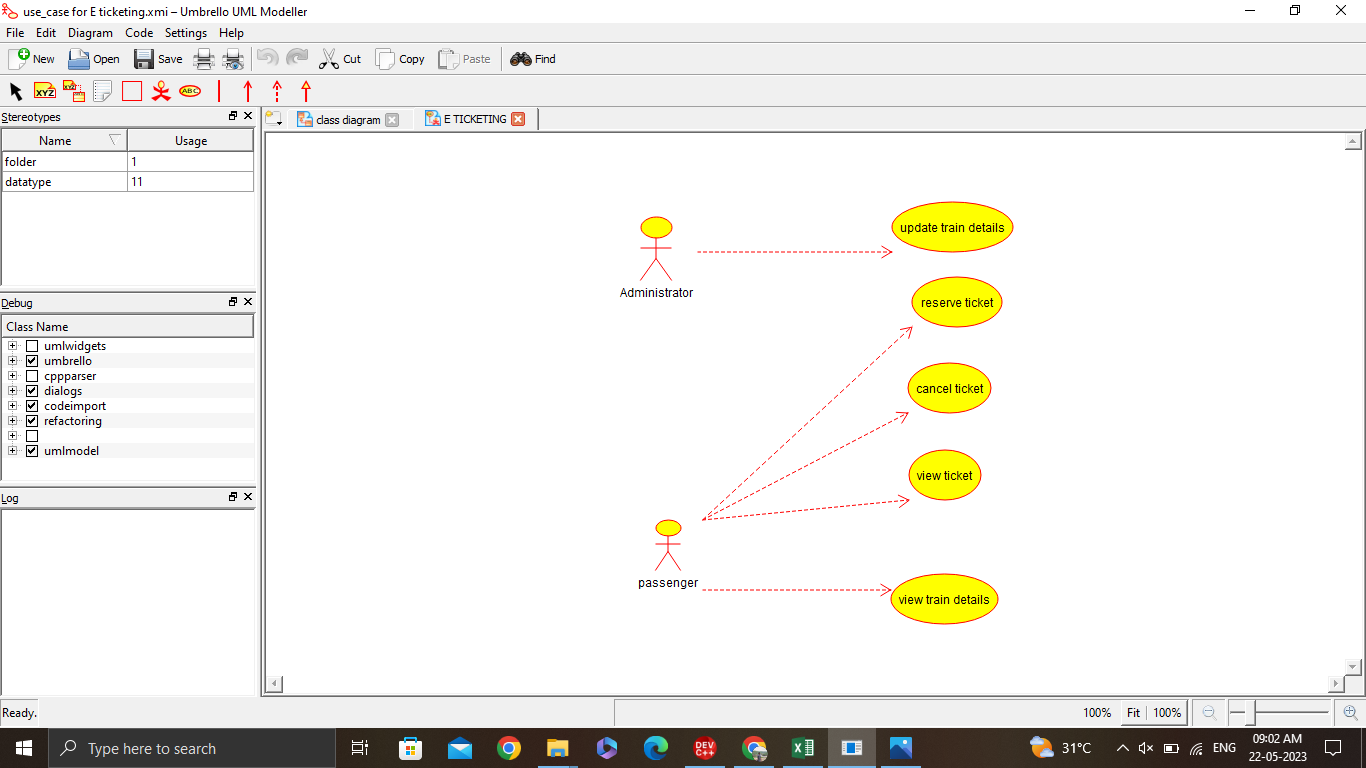 use_case for E ticketing.xmi – Umbrello UML Modeller
File Edit Diagram Code Settings Help
New Open Save Cut Copy Paste Find
XYZ XYZ ABC
Stereotypes
class diagram E TICKETING
Name Usage
folder 1
datatype 11
Debug
Class Name
umlwidgets
umbrello
cppparser
dialogs
codeimport
refactoring
umlmodel
Log
update train details
Administrator
reserve ticket
cancel ticket
view ticket
passenger
view train details
Ready.
100% Fit 100%
Type here to search
DEV
C++
31°C
ENG
09:02 AM
22-05-2023